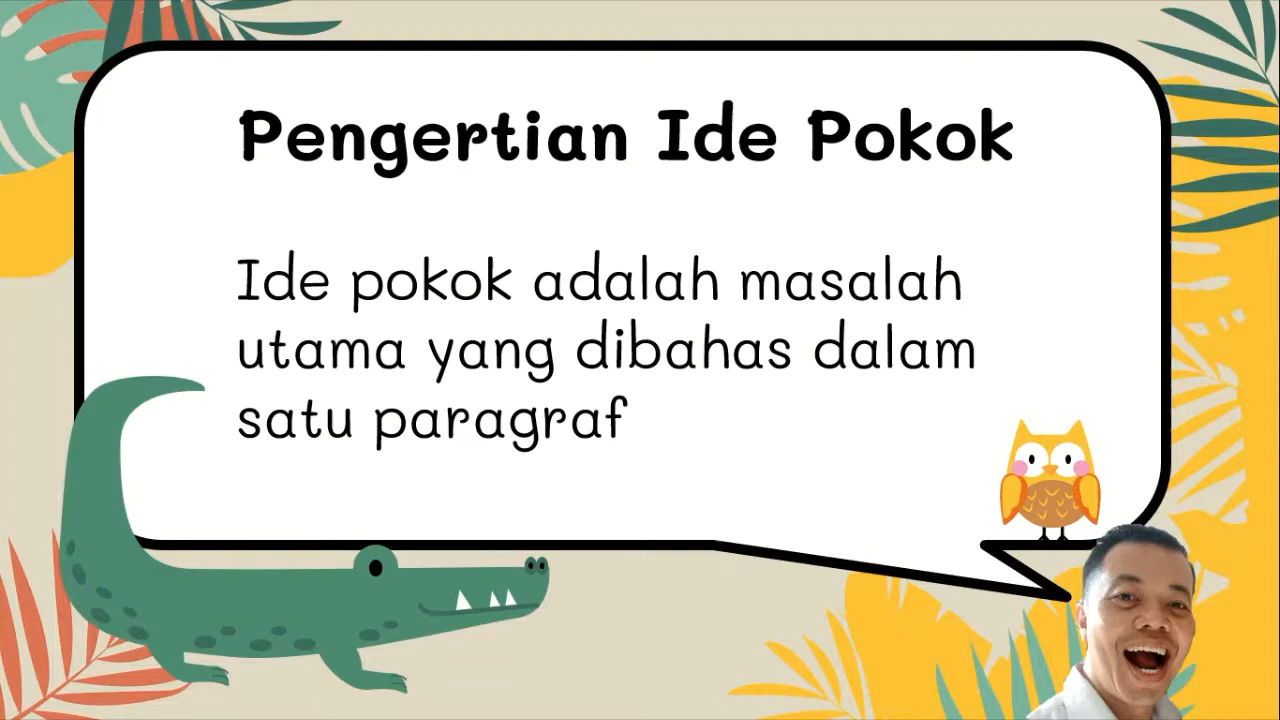 Pengertian Ide Pokok
Ide pokok adalah masalah
utama yang dibahas dalam
satu paragraf